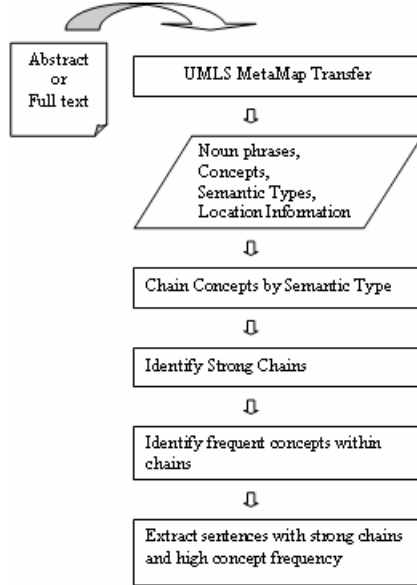 Abstract
or
Full text
UMLS MetaMap Transfer
Noun phrases,
Concepts,
Semantic Types,
Location Information
Chain Concepts by Semantic Type
Identify Strong Chains
Identify frequent concepts within
chains
Extract sentences with strong chains
and high concept frequency